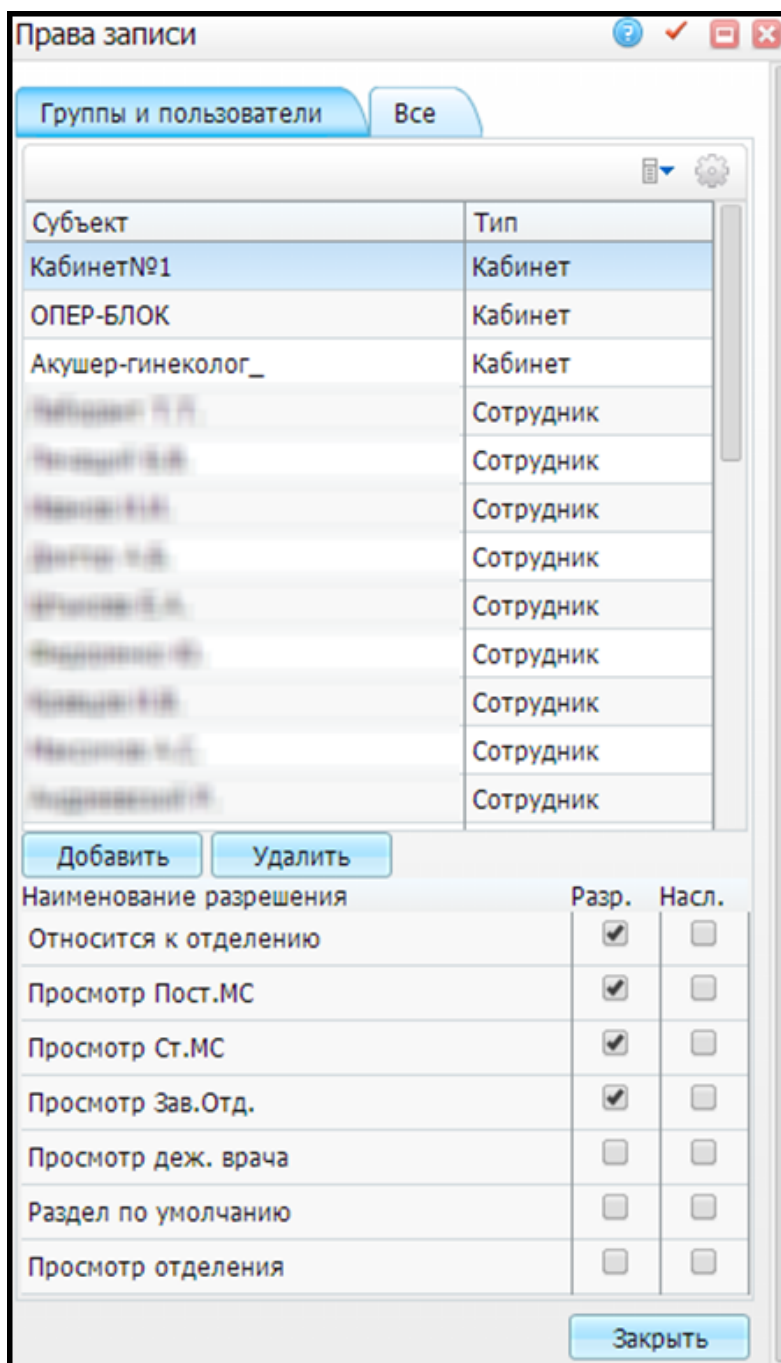 Права записи
Группы и пользователи Все
Субъект Тип
Кабинет№1 Кабинет
ОПЕР-БЛОК Кабинет
Акушер-гинеколог_ Кабинет
Сотрудник
Сотрудник
Сотрудник
Сотрудник
Сотрудник
Сотрудник
Сотрудник
Сотрудник
Сотрудник
Добавить Удалить
Наименование разрешения Разр. Насл.
Относится к отделению
Просмотр Пост.МС
Просмотр Ст.МС
Просмотр Зав.Отд.
Просмотр деж. врача
Раздел по умолчанию
Просмотр отделения
Закрыть